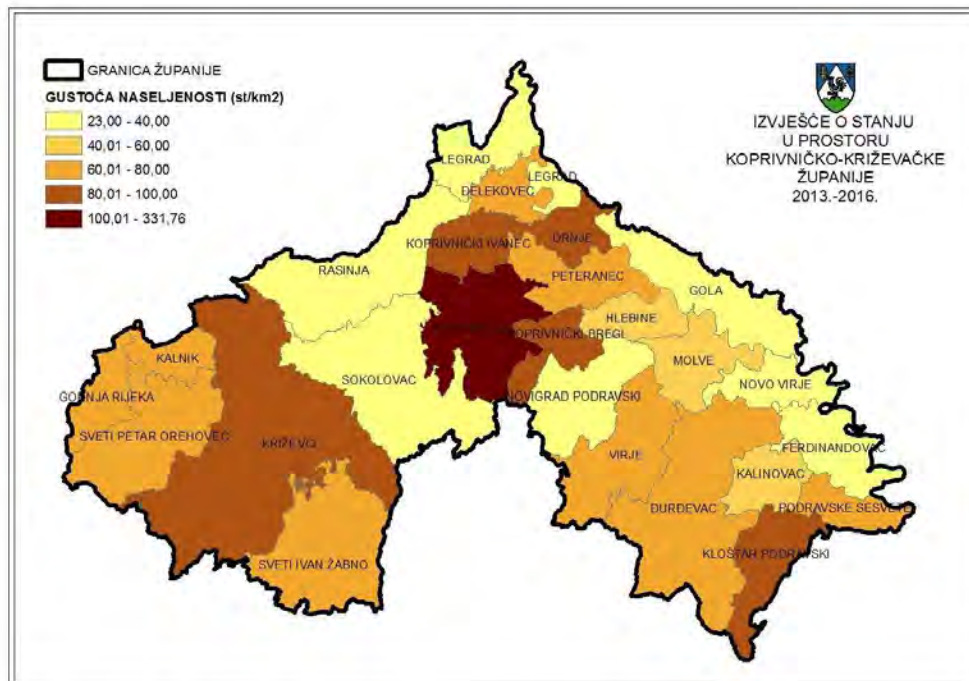 GRANICA ŽUPANIJE
GUSTOĆA NASELJENOSTI (st/km2)
23,00 - 40,00
40,01 - 60,00
60,01 - 80,00
80,01 - 100,00
100,01 - 331,76
IZVJEŠĆE O STANJU
U PROSTORU
KOPRIVNIČKO-KRIŽEVAČKE
ŽUPANIJE
2013.-2016.
LEGRAD
LEGRAD
ĐELEKOVEC
KOPRIVNIČKI IVANEC
DRNJE
RASINJA
PETERANEC
GOLA
HLEBINE
KOPRIVNIČKI BREGI
MOLVE
KALNIK
SOKOLOVAC
NOVO VIRJE
GORNJA RIJEKA
NOVIGRAD PODRAVSKI
SVETI PETAR OREHOVEC
KRIŽEVCI
VIRJE
FERDINANDOVAC
KALINOVAC
ĐURĐEVAC
PODRAVSKE SESVETE
KLOŠTAR PODRAVSKI
SVETI IVAN ŽABNO